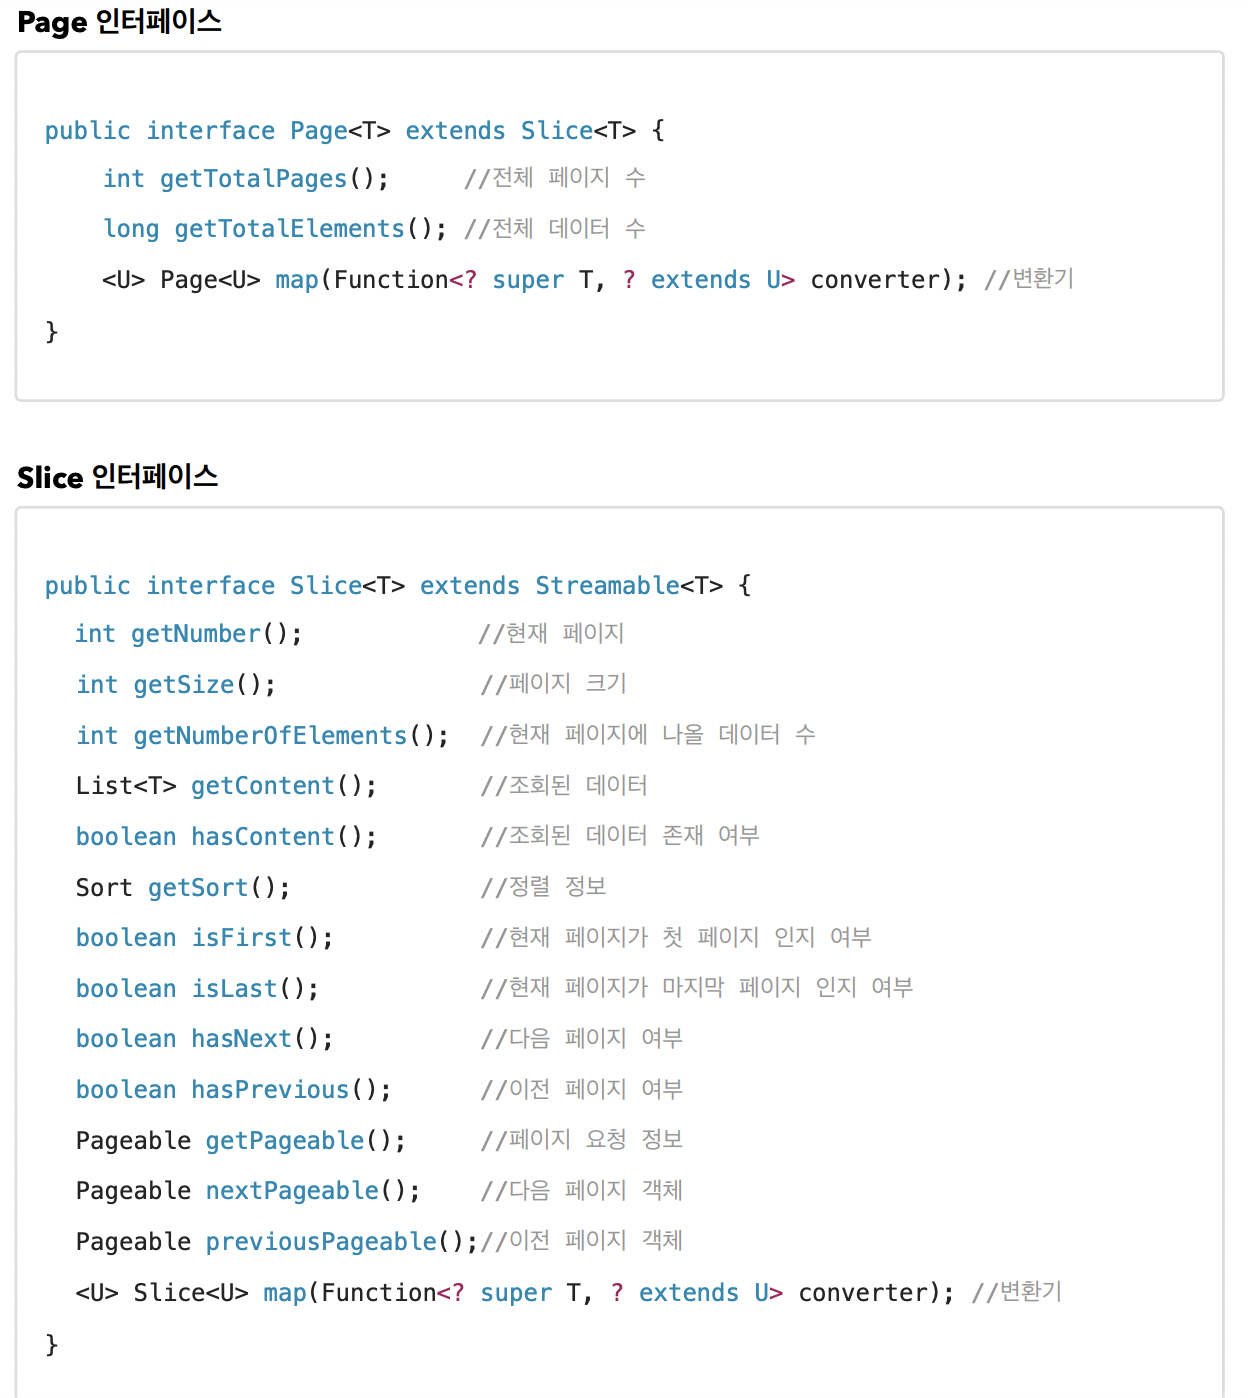 Page 인터페이스
public interface Page<T> extends Slice<T> {
int getTotalPages(); //전체 페이지 수
long getTotalElements(); //전체 데이터 수
<U> Page<U> map(Function<? super T, ? extends U> converter); //변환기
}
Slice 인터페이스
public interface Slice<T> extends Streamable<T> {
int getNumber(); //현재 페이지
int getSize(); //페이지 크기
int getNumberOfElements(); //현재 페이지에 나올 데이터 수
List<T> getContent(); //조회된 데이터
boolean hasContent(); //조회된 데이터 존재 여부
Sort getSort(); //정렬 정보
boolean isFirst(); //현재 페이지가 첫 페이지 인지 여부
boolean isLast(); //현재 페이지가 마지막 페이지 인지 여부
boolean hasNext(); //다음 페이지 여부
boolean hasPrevious(); //이전 페이지 여부
Pageable getPageable(); //페이지 요청 정보
Pageable nextPageable(); //다음 페이지 객체
Pageable previousPageable();//이전 페이지 객체
<U> Slice<U> map(Function<? super T, ? extends U> converter); //변환기
}